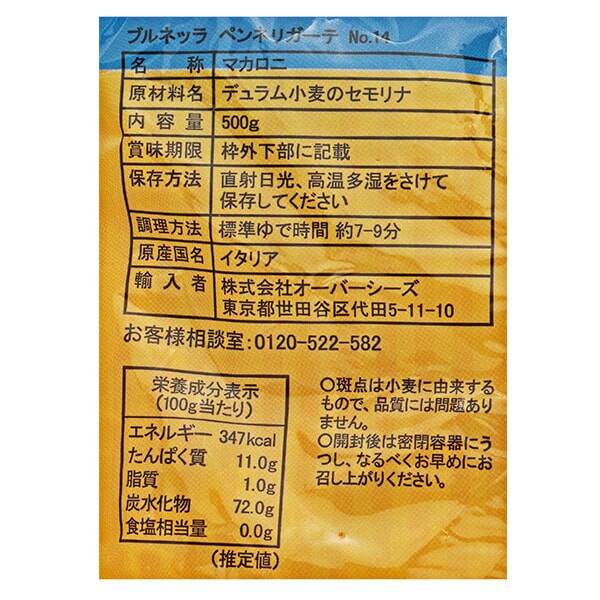 ブルネッラ ペンネリガーテ No.14
名称 マカロニ
原材料名 デュラム小麦のセモリナ
内容量 500g
賞味期限 枠外下部に記載
保存方法 直射日光、高温多湿をさけて
保存してください
調理方法 標準ゆで時間 約7-9分
原産国名 イタリア
輸入者 株式会社オーバーシーズ
東京都世田谷区代田5-11-10
お客様相談室:0120-522-582
栄養成分表示
(100g当たり)
エネルギー 347kcal
たんぱく質 11.0g
脂質 1.0g
炭水化物 72.0g
食塩相当量 0.0g
(推定値)
○斑点は小麦に由来する
もので、品質には問題あり
ません。
○開封後は密閉容器にう
つし、なるべくお早めにお
召し上がりください。